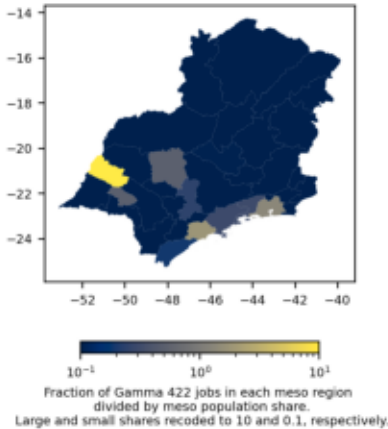 −14
−16
−18
−20
−22
−24
−52 −50 −48 −46 −44 −42 −40
10⁻¹ 10⁰ 10¹
Fraction of Gamma 422 jobs in each meso region
divided by meso population share.
Large and small shares recoded to 10 and 0.1, respectively